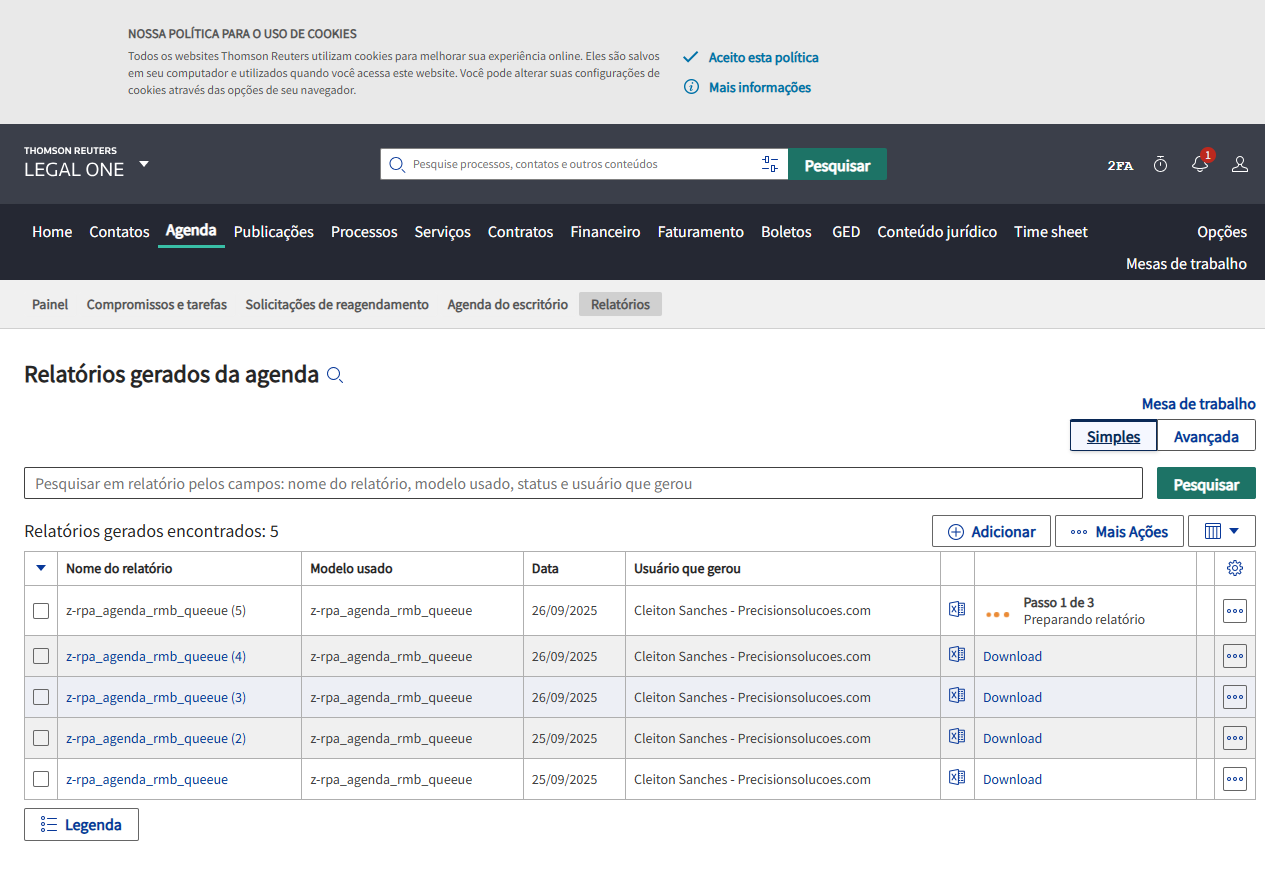 NOSSA POLÍTICA PARA O USO DE COOKIES
Todos os websites Thomson Reuters utilizam cookies para melhorar sua experiência online. Eles são salvos
em seu computador e utilizados quando você acessa este website. Você pode alterar suas configurações de
cookies através das opções de seu navegador.
Aceito esta política
Mais informações
THOMSON REUTERS
LEGAL ONE
Pesquise processos, contatos e outros conteúdos
Pesquisar
2FA
1
Home Contatos Agenda Publicações Processos Serviços Contratos Financeiro Faturamento Boletos GED Conteúdo jurídico Time sheet Opções
Mesas de trabalho
Painel Compromissos e tarefas Solicitações de reagendamento Agenda do escritório Relatórios
Relatórios gerados da agenda
Mesa de trabalho
Simples Avançada
Pesquisar em relatório pelos campos: nome do relatório, modelo usado, status e usuário que gerou Pesquisar
Relatórios gerados encontrados: 5 Adicionar Mais Ações
Nome do relatório Modelo usado Data Usuário que gerou
z-rpa_agenda_rmb_queeue (5) z-rpa_agenda_rmb_queeue 26/09/2025 Cleiton Sanches - Precisionsolucoes.com Passo 1 de 3
Preparando relatório
z-rpa_agenda_rmb_queeue (4) z-rpa_agenda_rmb_queeue 26/09/2025 Cleiton Sanches - Precisionsolucoes.com Download
z-rpa_agenda_rmb_queeue (3) z-rpa_agenda_rmb_queeue 26/09/2025 Cleiton Sanches - Precisionsolucoes.com Download
z-rpa_agenda_rmb_queeue (2) z-rpa_agenda_rmb_queeue 25/09/2025 Cleiton Sanches - Precisionsolucoes.com Download
z-rpa_agenda_rmb_queeue z-rpa_agenda_rmb_queeue 25/09/2025 Cleiton Sanches - Precisionsolucoes.com Download
Legenda